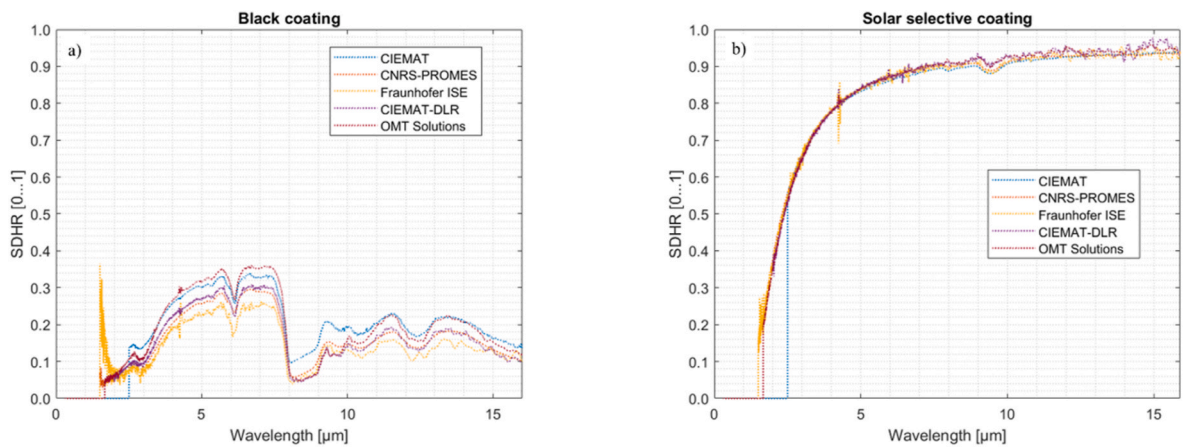 Black coating
a)
CIEMAT
CNRS-PROMES
Fraunhofer ISE
CIEMAT-DLR
OMT Solutions
SDHR [0...1]
1.0
0.9
0.8
0.7
0.6
0.5
0.4
0.3
0.2
0.1
0.0
5 10 15
Wavelength [µm]
Solar selective coating
b)
CIEMAT
CNRS-PROMES
Fraunhofer ISE
CIEMAT-DLR
OMT Solutions
SDHR [0...1]
1.0
0.9
0.8
0.7
0.6
0.5
0.4
0.3
0.2
0.1
0.0
5 10 15
Wavelength [µm]